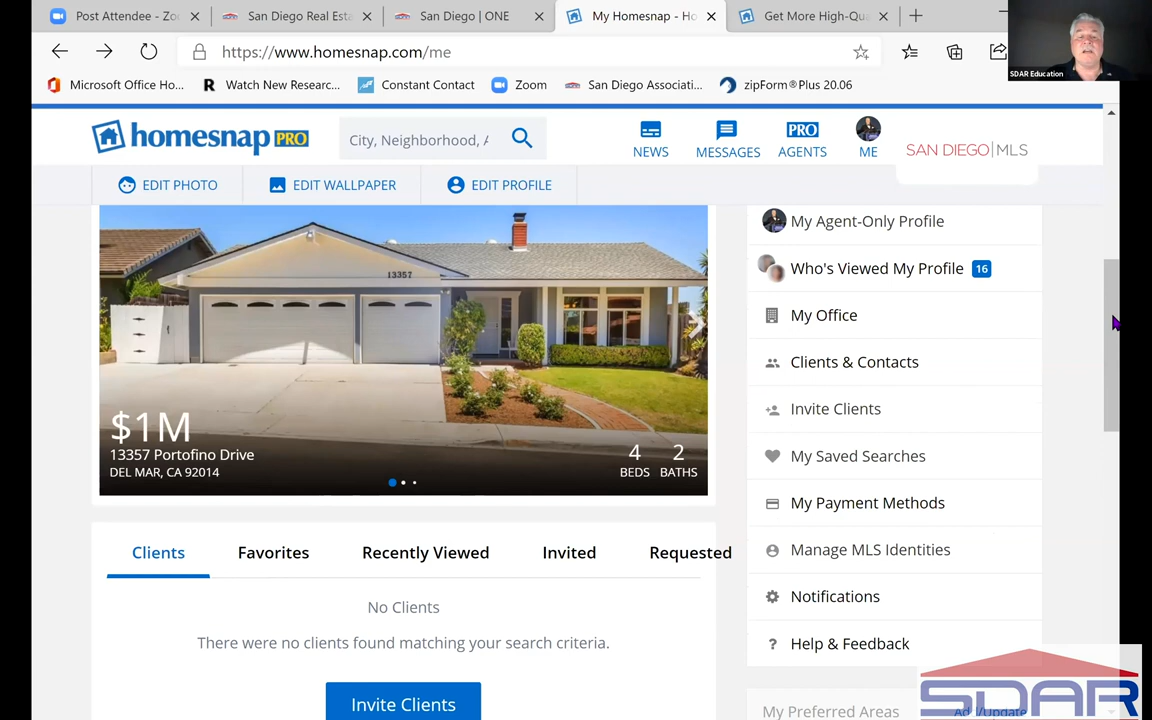 Post Attendee - Zo
San Diego Real Esta
San Diego | ONE
My Homesnap - Ho
Get More High-Qu
SDAR Education
https://www.homesnap.com/me
Microsoft Office Ho...
R Watch New Researc...
Constant Contact
Zoom
San Diego Associati...
zipForm®Plus 20.06
homesnap PRO
City, Neighborhood, A
NEWS
MESSAGES
PRO
AGENTS
ME
SAN DIEGO|MLS
EDIT PHOTO
EDIT WALLPAPER
EDIT PROFILE
13357
$1M
13357 Portofino Drive
DEL MAR, CA 92014
4
BEDS
2
BATHS
Clients
Favorites
Recently Viewed
Invited
Requested
No Clients
There were no clients found matching your search criteria.
Invite Clients
My Agent-Only Profile
Who's Viewed My Profile 16
My Office
Clients & Contacts
Invite Clients
My Saved Searches
My Payment Methods
Manage MLS Identities
Notifications
? Help & Feedback
My Preferred Areas
Add/Update
SDAR